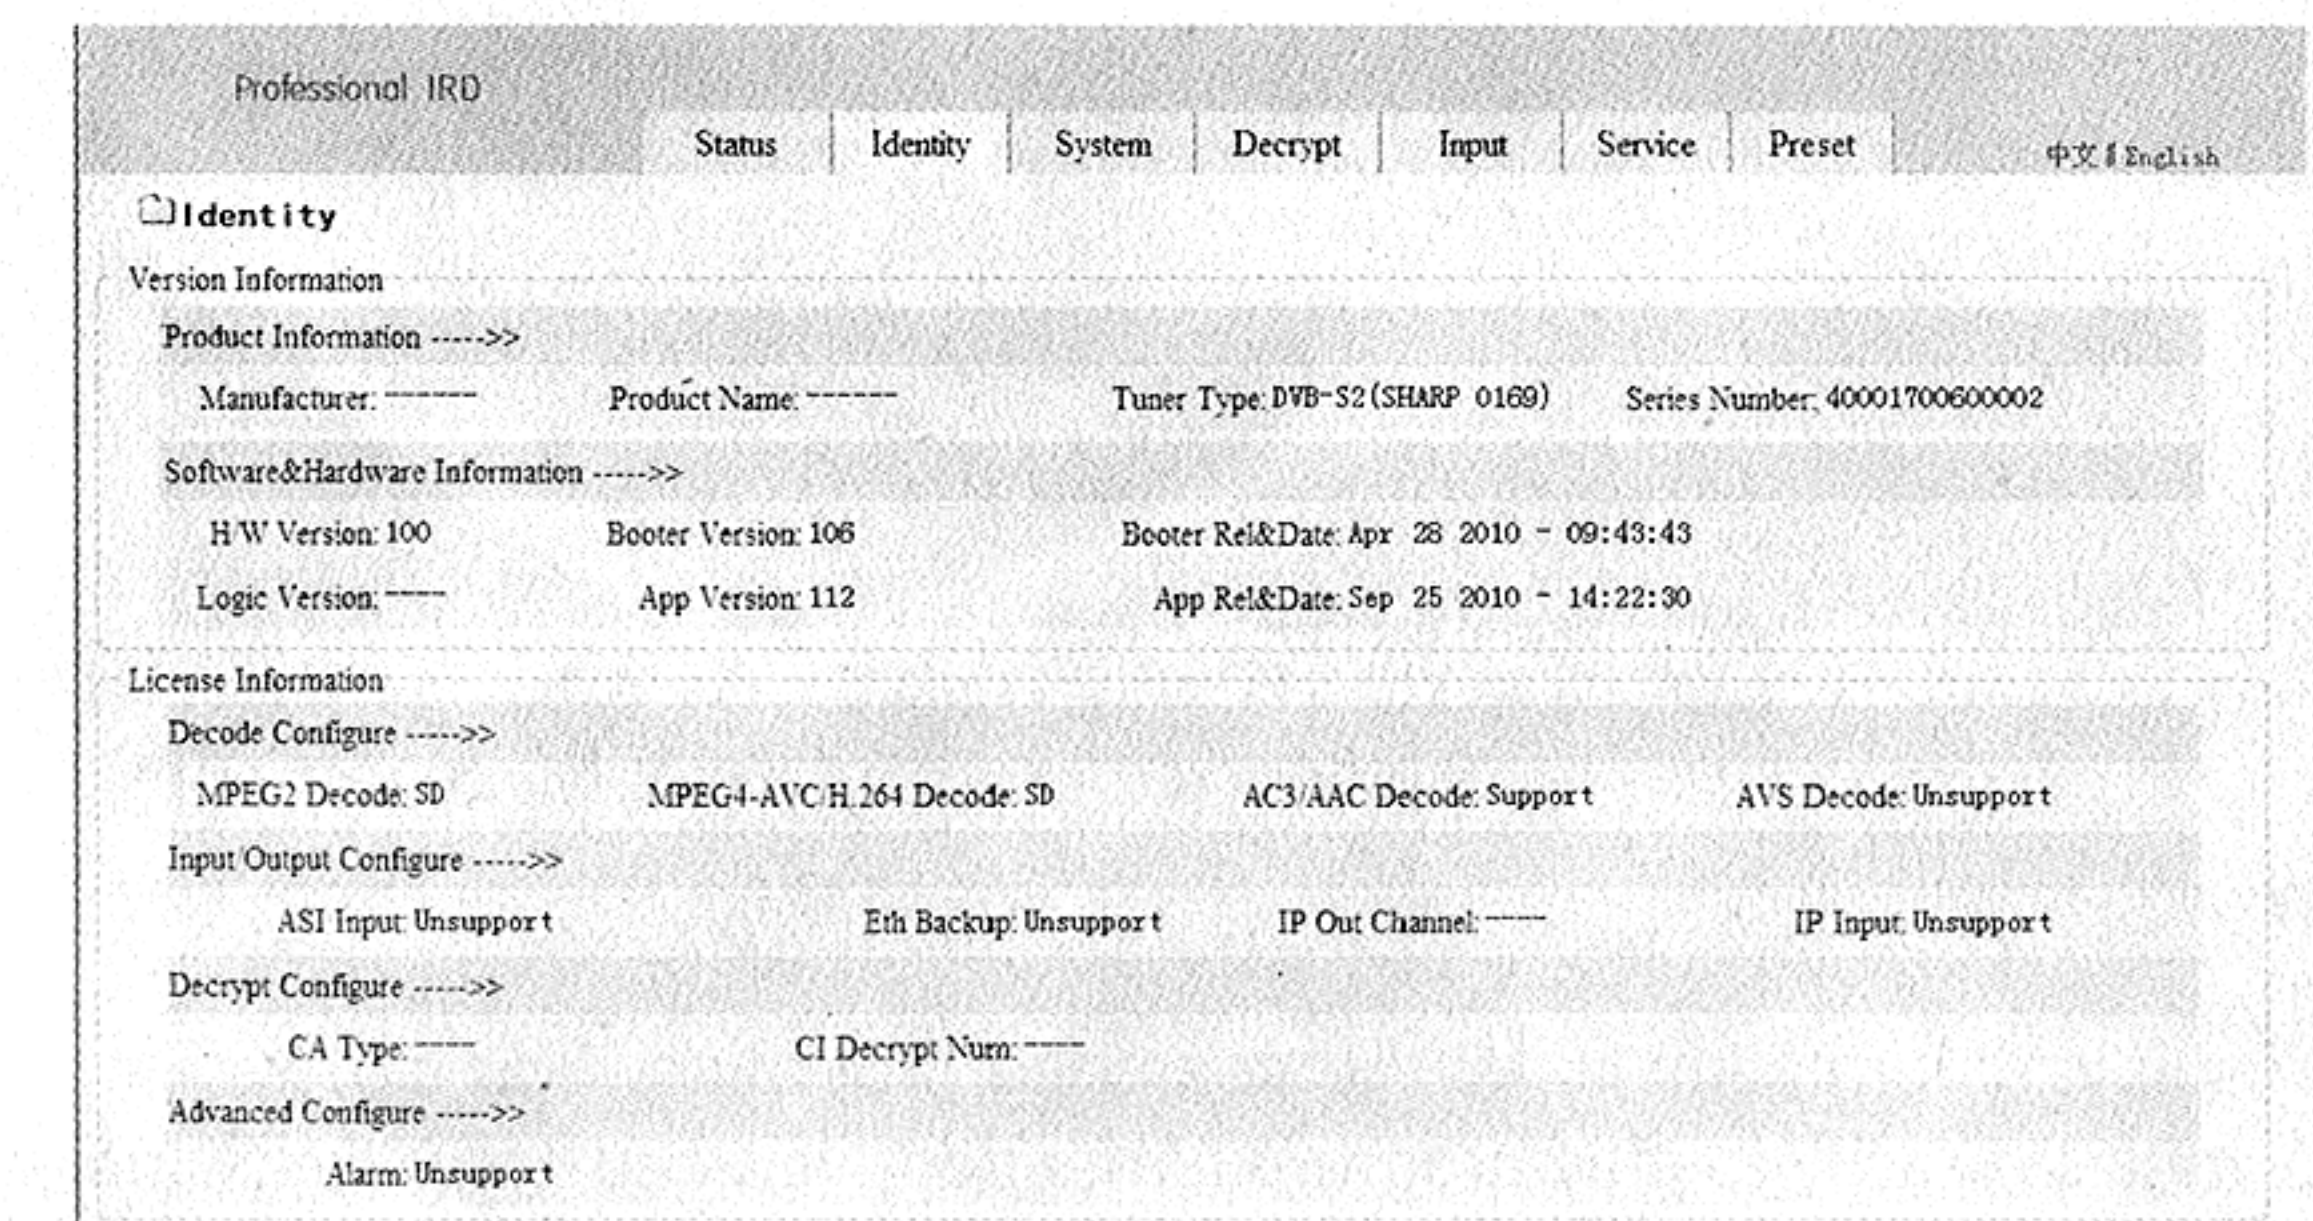 Professional IRD
Status Identity System Decrypt Input Service Preset 中文 English
Identity
Version Information
Product Information ----->>
Manufacturer: ------ Product Name: ------ Tuner Type: DVB-S2(SHARP 0169) Series Number: 40001700600002
Software&Hardware Information ----->>
H/W Version: 100 Booter Version: 106 Booter Rel&Date: Apr 28 2010 - 09:43:43
Logic Version: ---- App Version: 112 App Rel&Date: Sep 25 2010 - 14:22:30
License Information
Decode Configure ----->>
MPEG2 Decode: SD MPEG4-AVC/H.264 Decode: SD AC3/AAC Decode: Support AVS Decode: Unsupport
Input/Output Configure ----->>
ASI Input: Unsupport Eth Backup: Unsupport IP Out Channel: ---- IP Input: Unsupport
Decrypt Configure ----->>
CA Type: ---- CI Decrypt Num: ----
Advanced Configure ----->>
Alarm: Unsupport